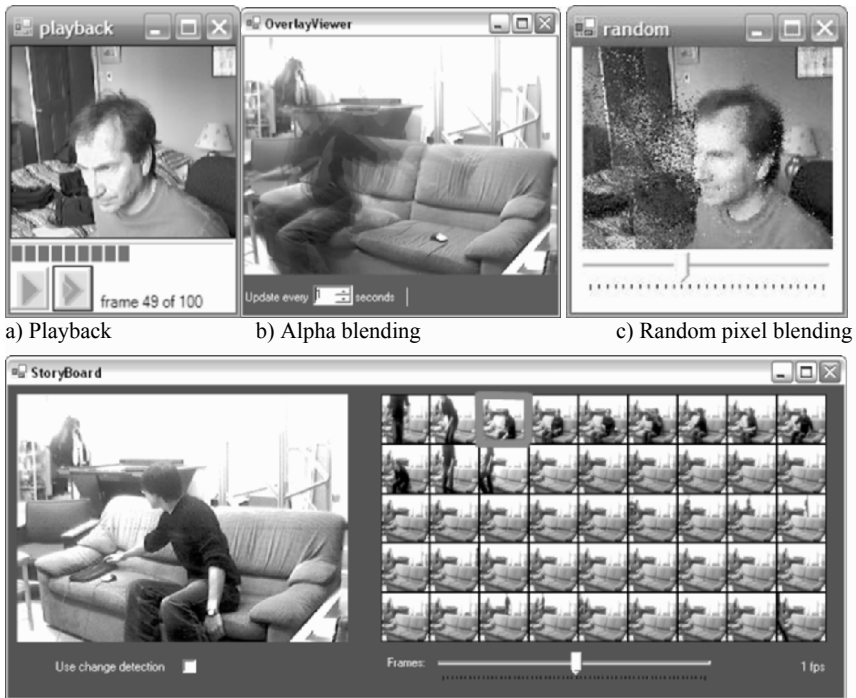 playback
OverlayViewer
random
frame 49 of 100
Update every 1 seconds
a) Playback
b) Alpha blending
c) Random pixel blending
StoryBoard
Use change detection
Frames:
1 fps